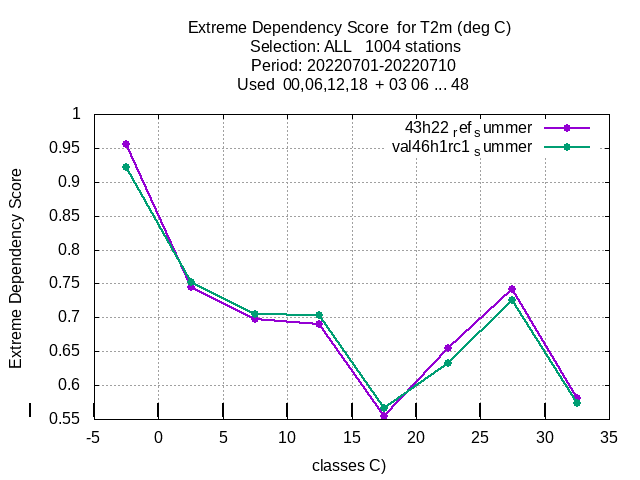 Extreme Dependency Score  for T2m (deg C)
Selection: ALL   1004 stations
Period: 20220701-20220710
Used  00,06,12,18  + 03 06 ... 48
43h22 ref summer
val46h1rc1 summer
Extreme Dependency Score
1
0.95
0.9
0.85
0.8
0.75
0.7
0.65
0.6
0.55
-5 0 5 10 15 20 25 30 35
classes C)